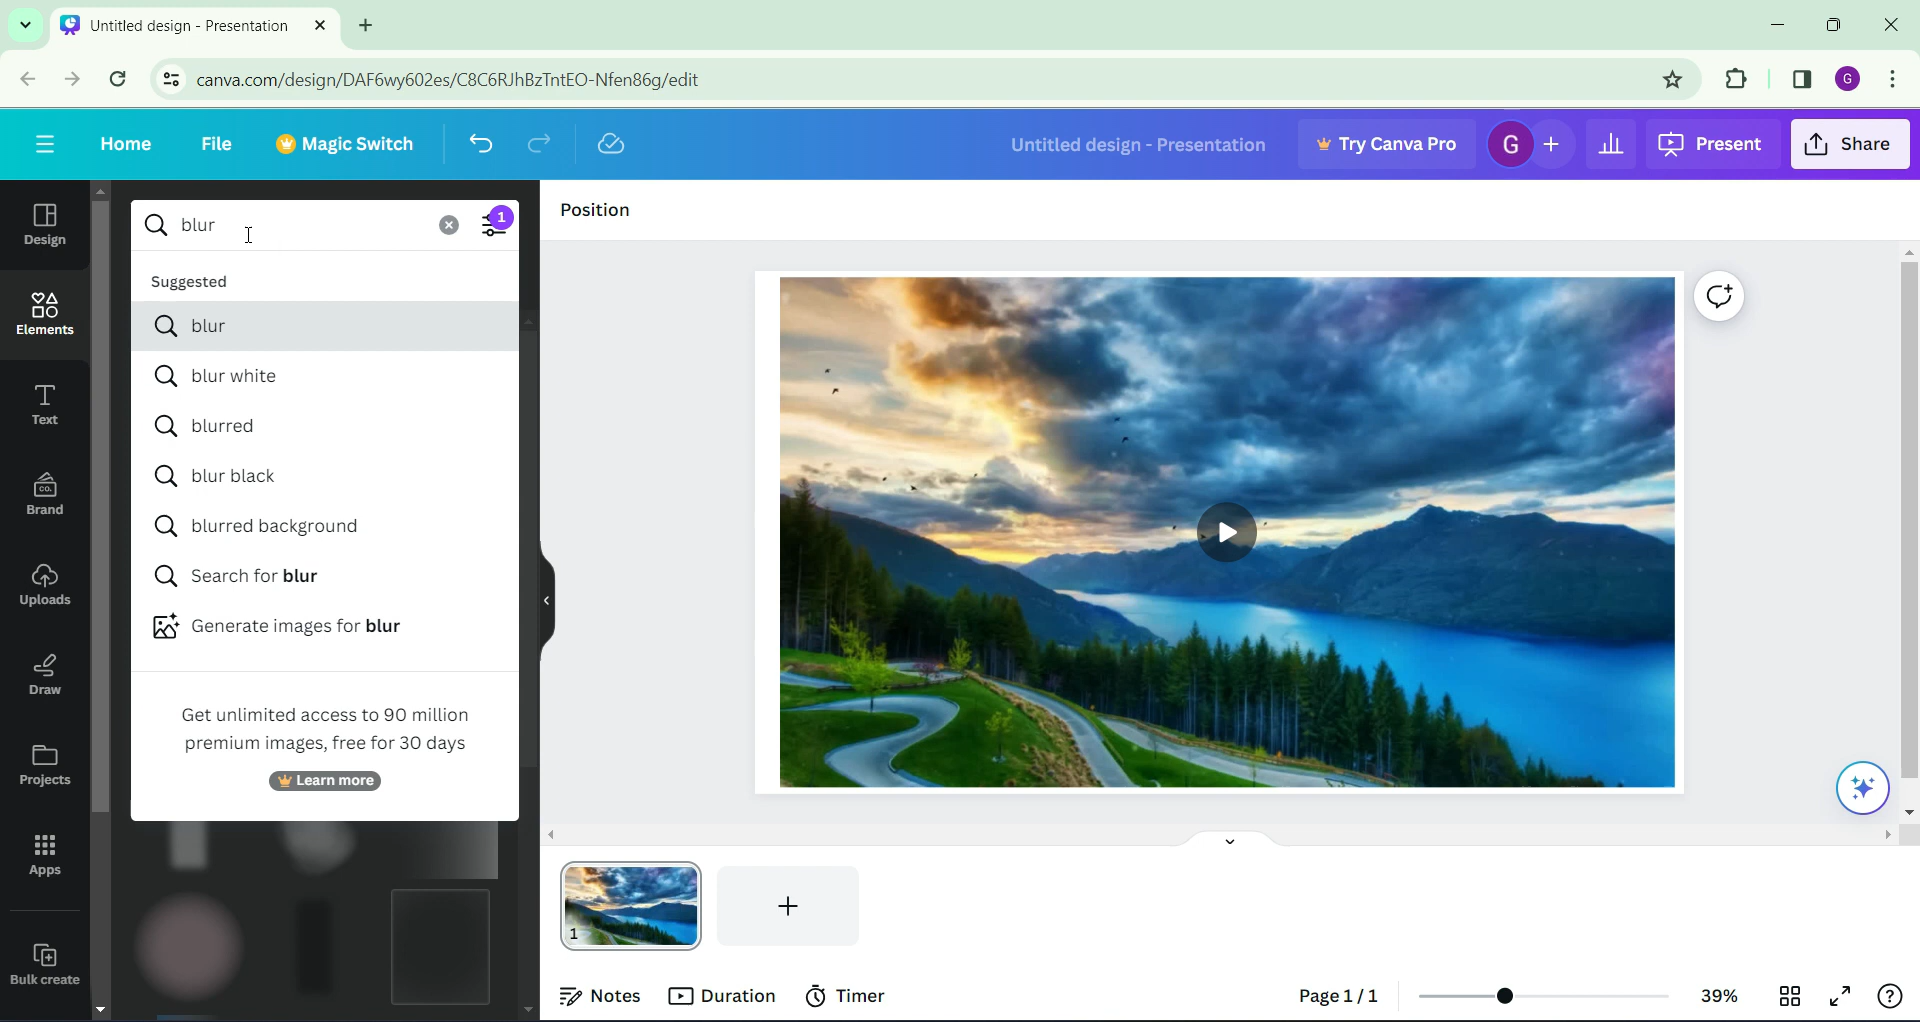 Untitled design - Presentation
canva.com/design/DAF6wy602es/C8C6RJhBzTntEO-Nfen86g/edit
G
Home
File
Magic Switch
Untitled design - Presentation
Try Canva Pro
G
Present
Share
Design
Elements
Text
CO.
Brand
Uploads
Draw
Projects
Apps
Bulk create
blur
1
Suggested
blur
blur white
blurred
blur black
blurred background
Search for blur
Generate images for blur
Get unlimited access to 90 million
premium images, free for 30 days
Learn more
Position
1
Notes
Duration
Timer
Page 1 / 1
39%